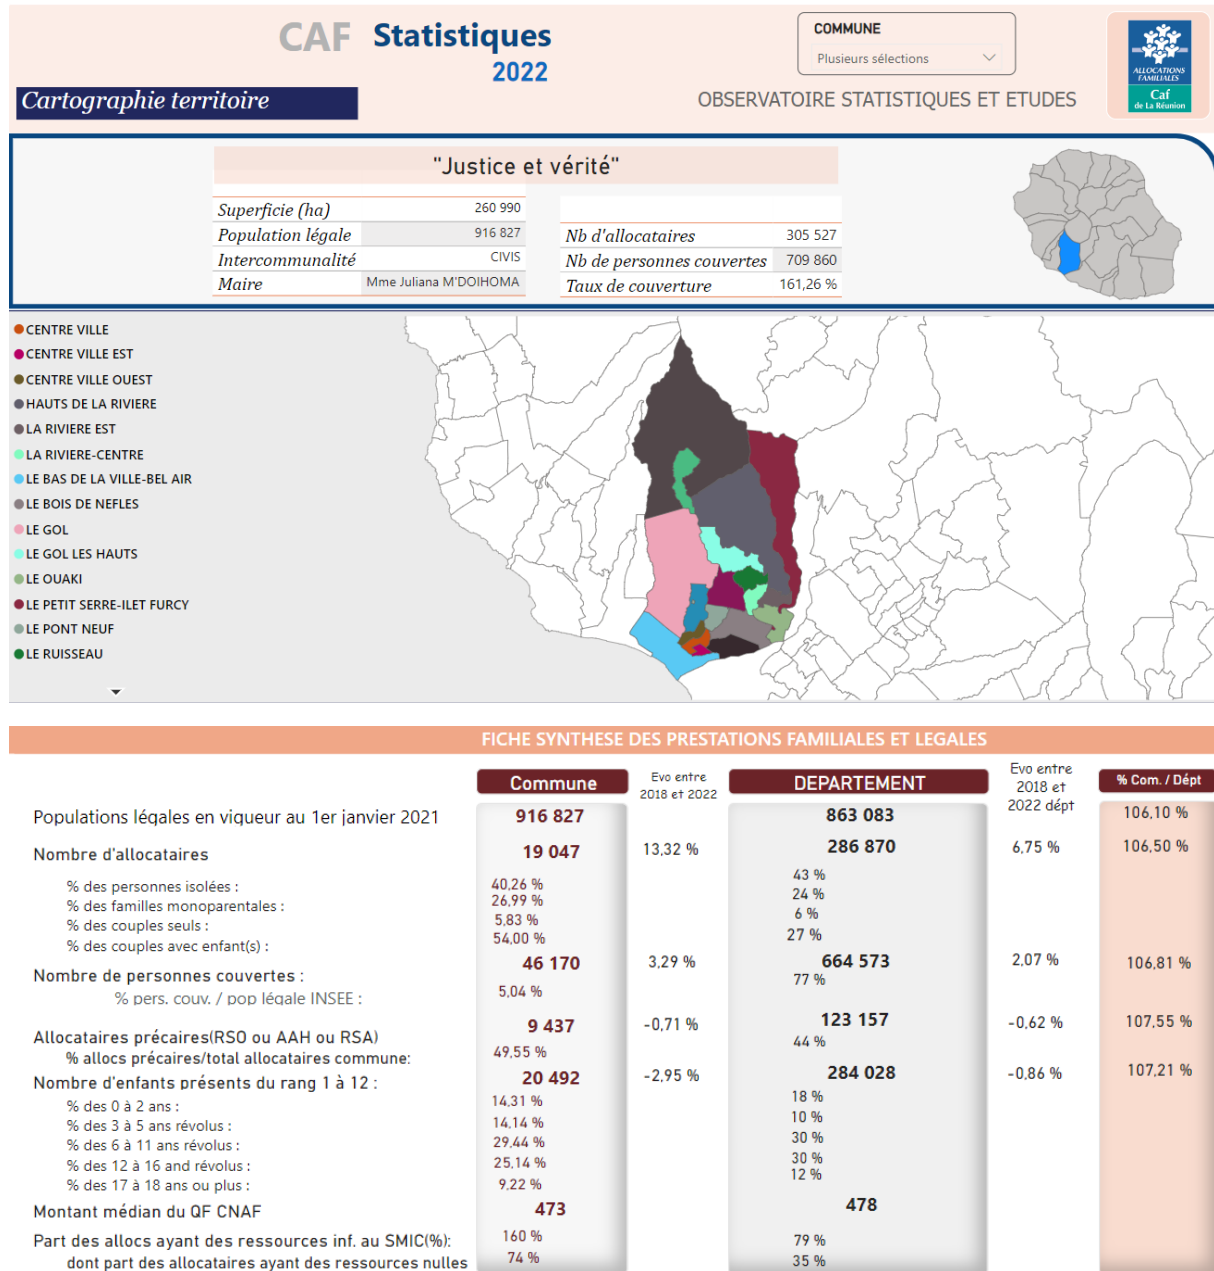 CAF Statistiques
2022
COMMUNE
Plusieurs sélections
ALLOCATIONS
FAMILIALES
Caf
de La Réunion
Cartographie territoire
OBSERVATOIRE STATISTIQUES ET ETUDES
"Justice et vérité"
Superficie (ha) 260 990
Population légale 916 827
Intercommunalité CIVIS
Maire Mme Juliana M'DOIHOMA
Nb d'allocataires 305 527
Nb de personnes couvertes 709 860
Taux de couverture 161,26 %
CENTRE VILLE
CENTRE VILLE EST
CENTRE VILLE OUEST
HAUTS DE LA RIVIERE
LA RIVIERE EST
LA RIVIERE-CENTRE
LE BAS DE LA VILLE-BEL AIR
LE BOIS DE NEFLES
LE GOL
LE GOL LES HAUTS
LE OUAKI
LE PETIT SERRE-ILET FURCY
LE PONT NEUF
LE RUISSEAU
FICHE SYNTHESE DES PRESTATIONS FAMILIALES ET LEGALES
Commune
Evo entre
2018 et 2022
DEPARTEMENT
Evo entre
2018 et
2022 dépt
% Com. / Dépt
Populations légales en vigueur au 1er janvier 2021 916 827 863 083 106,10 %
Nombre d'allocataires 19 047 13,32 % 286 870 6,75 % 106,50 %
% des personnes isolées : 40,26 % 43 %
% des familles monoparentales : 26,99 % 24 %
% des couples seuls : 5,83 % 6 %
% des couples avec enfant(s) : 54,00 % 27 %
Nombre de personnes couvertes : 46 170 3,29 % 664 573 2,07 % 106,81 %
% pers. couv. / pop légale INSEE : 5,04 % 77 %
Allocataires précaires(RSO ou AAH ou RSA) 9 437 -0,71 % 123 157 -0,62 % 107,55 %
% allocs précaires/total allocataires commune: 49,55 % 44 %
Nombre d'enfants présents du rang 1 à 12 : 20 492 -2,95 % 284 028 -0,86 % 107,21 %
% des 0 à 2 ans : 14,31 % 18 %
% des 3 à 5 ans révolus : 14,14 % 10 %
% des 6 à 11 ans révolus : 29,44 % 30 %
% des 12 à 16 and révolus : 25,14 % 30 %
% des 17 à 18 ans ou plus : 9,22 % 12 %
Montant médian du QF CNAF 473 478
Part des allocs ayant des ressources inf. au SMIC(%): 160 % 79 %
dont part des allocataires ayant des ressources nulles 74 % 35 %